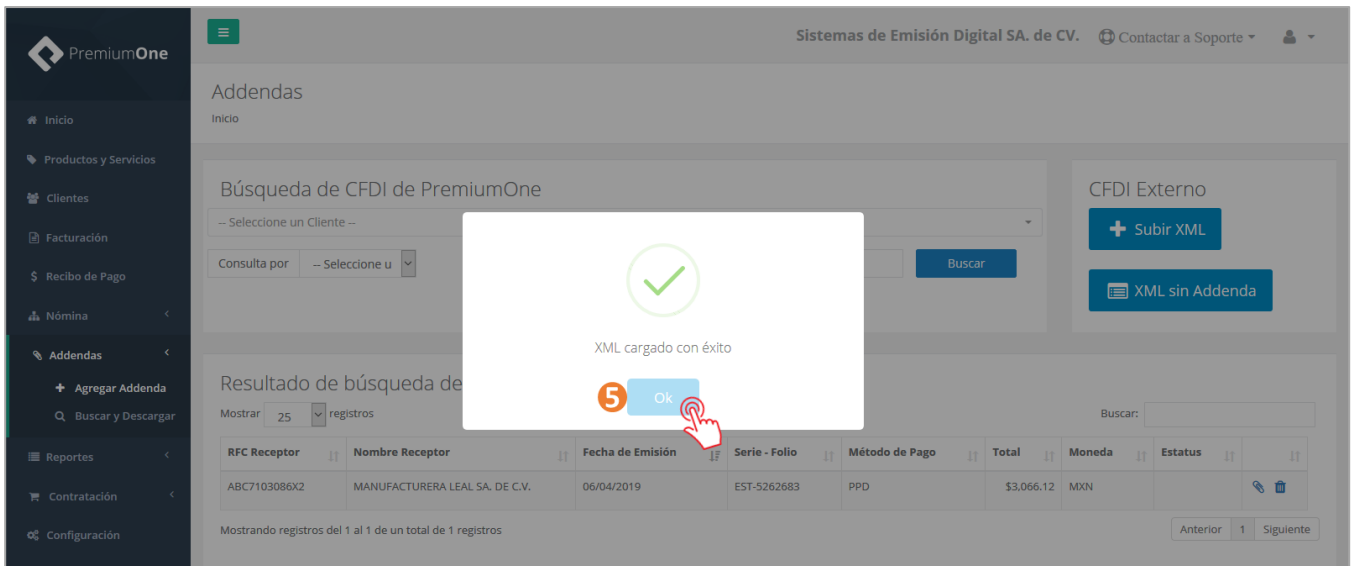 PremiumOne
Sistemas de Emisión Digital SA. de CV.
Contactar a Soporte
Addendas
Inicio
Inicio
Productos y Servicios
Clientes
Facturación
Recibo de Pago
Nómina
Addendas
Agregar Addenda
Buscar y Descargar
Reportes
Contratación
Configuración
Búsqueda de CFDI de PremiumOne
-- Seleccione un Cliente --
Consulta por -- Seleccione u
Buscar
CFDI Externo
Subir XML
XML sin Addenda
XML cargado con éxito
5 Ok
Resultado de búsqueda de
Mostrar 25 registros
Buscar:
RFC Receptor Nombre Receptor Fecha de Emisión Serie - Folio Método de Pago Total Moneda Estatus
ABC7103086X2 MANUFACTURERA LEAL SA. DE C.V. 06/04/2019 EST-5262683 PPD $3,066.12 MXN
Mostrando registros del 1 al 1 de un total de 1 registros
Anterior 1 Siguiente